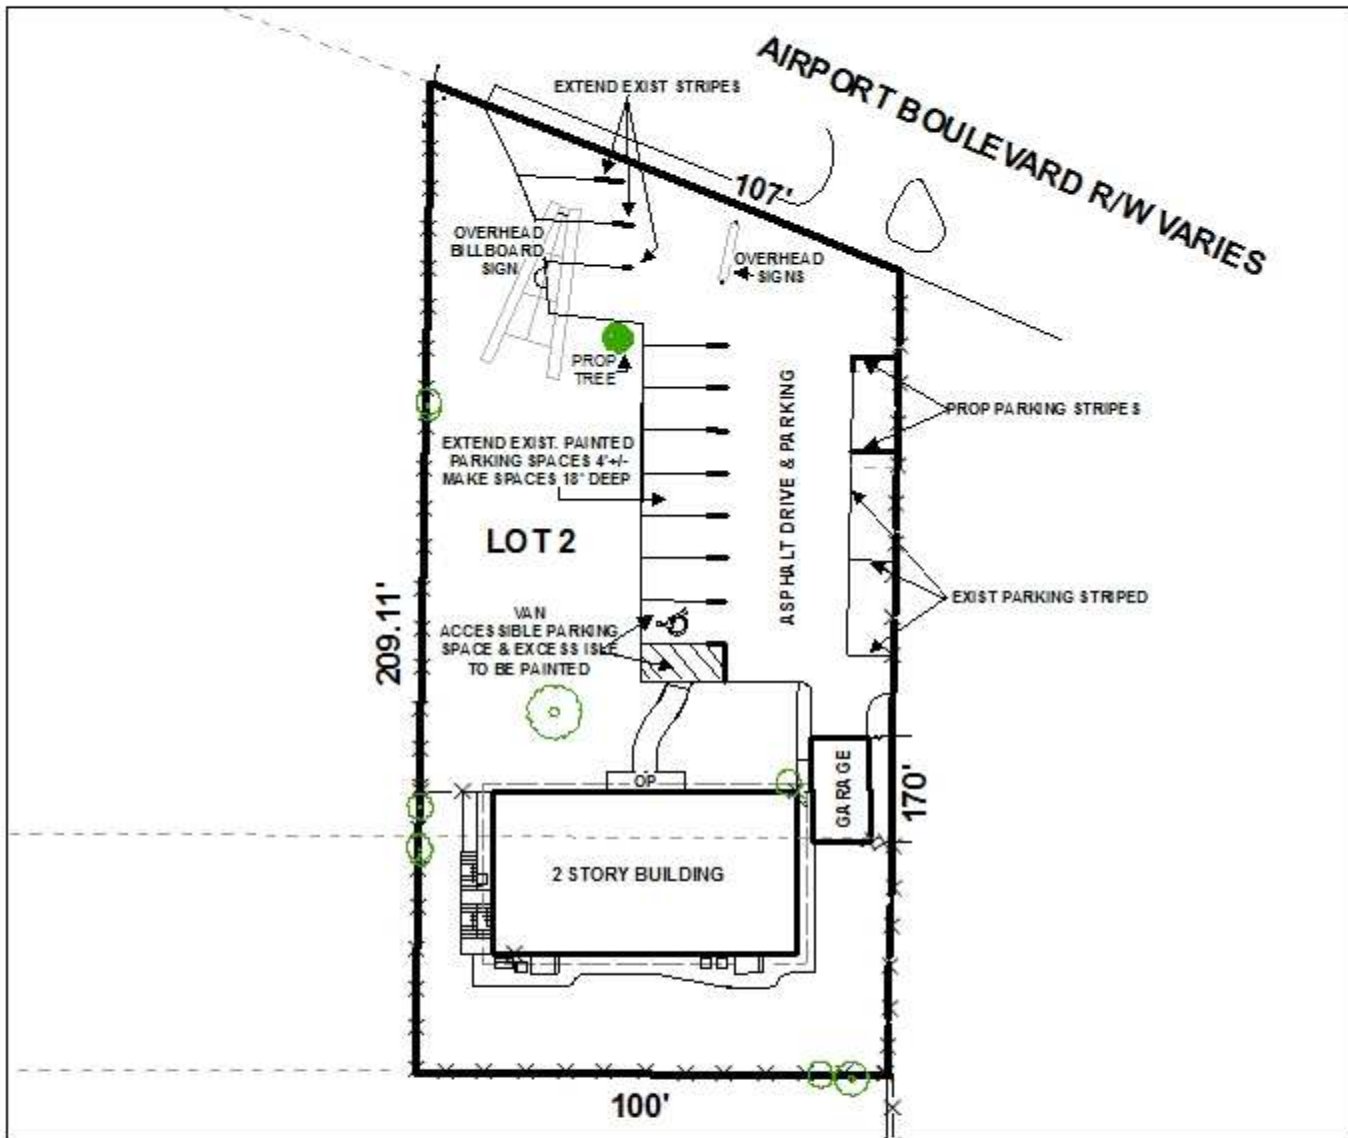 EXTEND EXIST STRIPES
AIRPORT BOULEVARD R/W VARIES
107'
OVERHEAD
BILLBOARD
SIGN
OVERHEAD
SIGNS
PROP
TREE
PROP PARKING STRIPES
EXTEND EXIST. PAINTED
PARKING SPACES 4'+/-
MAKE SPACES 18' DEEP
ASPHALT DRIVE & PARKING
LOT 2
EXIST PARKING STRIPED
209.11'
VAN
ACCESSIBLE PARKING
SPACE & EXCESS ISLE
TO BE PAINTED
OP
GARAGE
170'
2 STORY BUILDING
100'